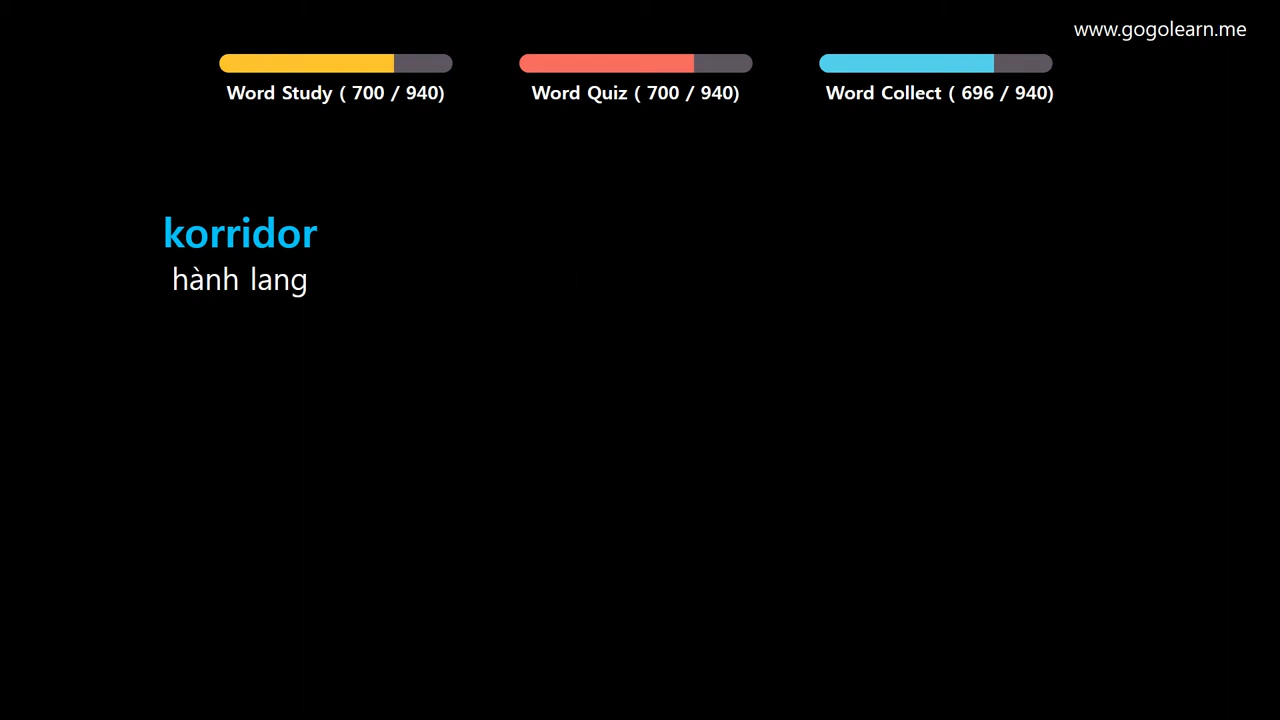 www.gogolearn.me
Word Study ( 700 / 940)
Word Quiz ( 700 / 940)
Word Collect ( 696 / 940)
korridor
hành lang